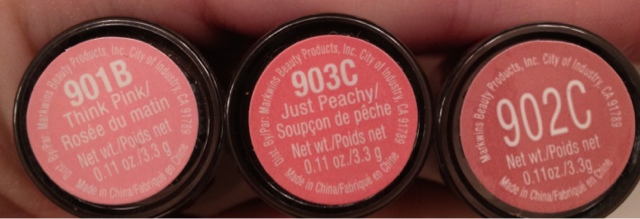 Dist. By/Par: Markwins Beauty Products, Inc. City of Industry, CA 91789
901B
Think Pink/
Rosée du matin
Net wt./Poids net
0.11 oz./3.3 g
Made in China/Fabriqué en Chine
Dist. By/Par: Markwins Beauty Products, Inc. City of Industry, CA 91789
903C
Just Peachy/
Soupçon de pêche
Net wt./Poids net
0.11 oz./3.3 g
Made in China/Fabriqué en Chine
Markwins Beauty Products, Inc. City of Industry, CA 91789
902C
Net wt./Poids net
0.11oz./3.3g
Made in China/Fabriqué en Chine